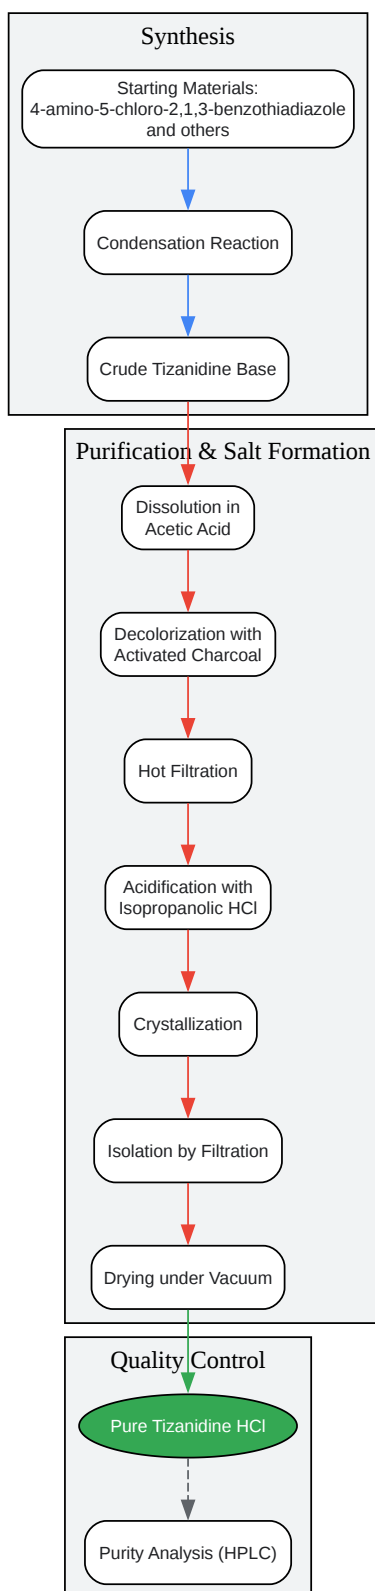 Synthesis
Starting Materials:
4-amino-5-chloro-2,1,3-benzothiadiazole
and others
Condensation Reaction
Crude Tizanidine Base
Purification & Salt Formation
Dissolution in
Acetic Acid
Decolorization with
Activated Charcoal
Hot Filtration
Acidification with
Isopropanolic HCl
Crystallization
Isolation by Filtration
Drying under Vacuum
Quality Control
Pure Tizanidine HCl
Purity Analysis (HPLC)